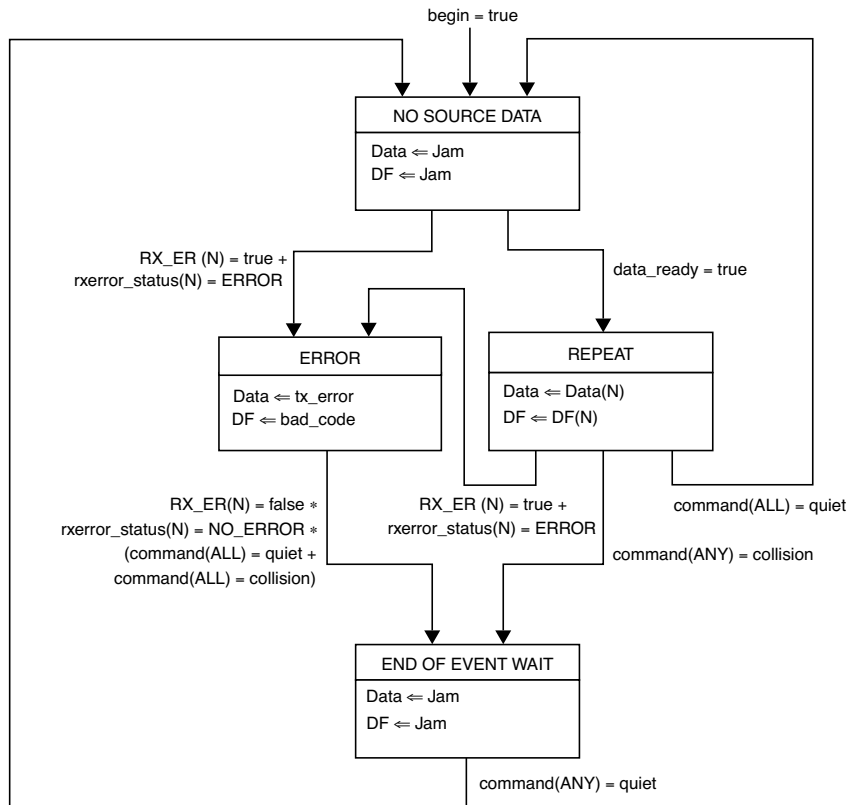 begin = true
NO SOURCE DATA
Data ⇐ Jam
DF ⇐ Jam
RX_ER (N) = true +
rxerror_status(N) = ERROR
data_ready = true
ERROR
Data ⇐ tx_error
DF ⇐ bad_code
REPEAT
Data ⇐ Data(N)
DF ⇐ DF(N)
RX_ER(N) = false *
rxerror_status(N) = NO_ERROR *
(command(ALL) = quiet +
command(ALL) = collision)
RX_ER (N) = true +
rxerror_status(N) = ERROR
command(ALL) = quiet
command(ANY) = collision
END OF EVENT WAIT
Data ⇐ Jam
DF ⇐ Jam
command(ANY) = quiet